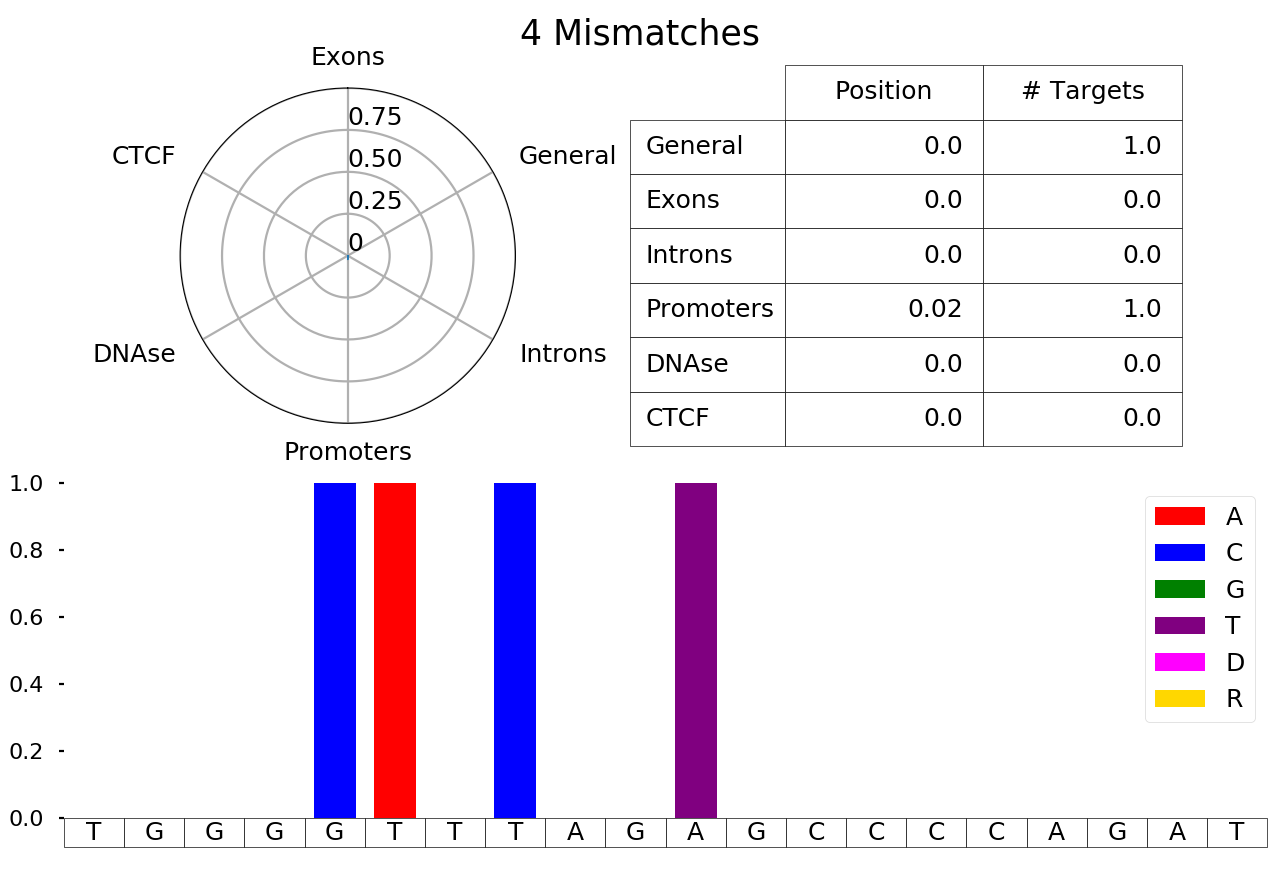 4 Mismatches
Exons
General
Introns
Promoters
DNAse
CTCF
0.75
0.50
0.25
0
Position # Targets
General 0.0 1.0
Exons 0.0 0.0
Introns 0.0 0.0
Promoters 0.02 1.0
DNAse 0.0 0.0
CTCF 0.0 0.0
1.0
0.8
0.6
0.4
0.2
0.0
T G G G G T T T A G A G C C C C A G A T
A
C
G
T
D
R